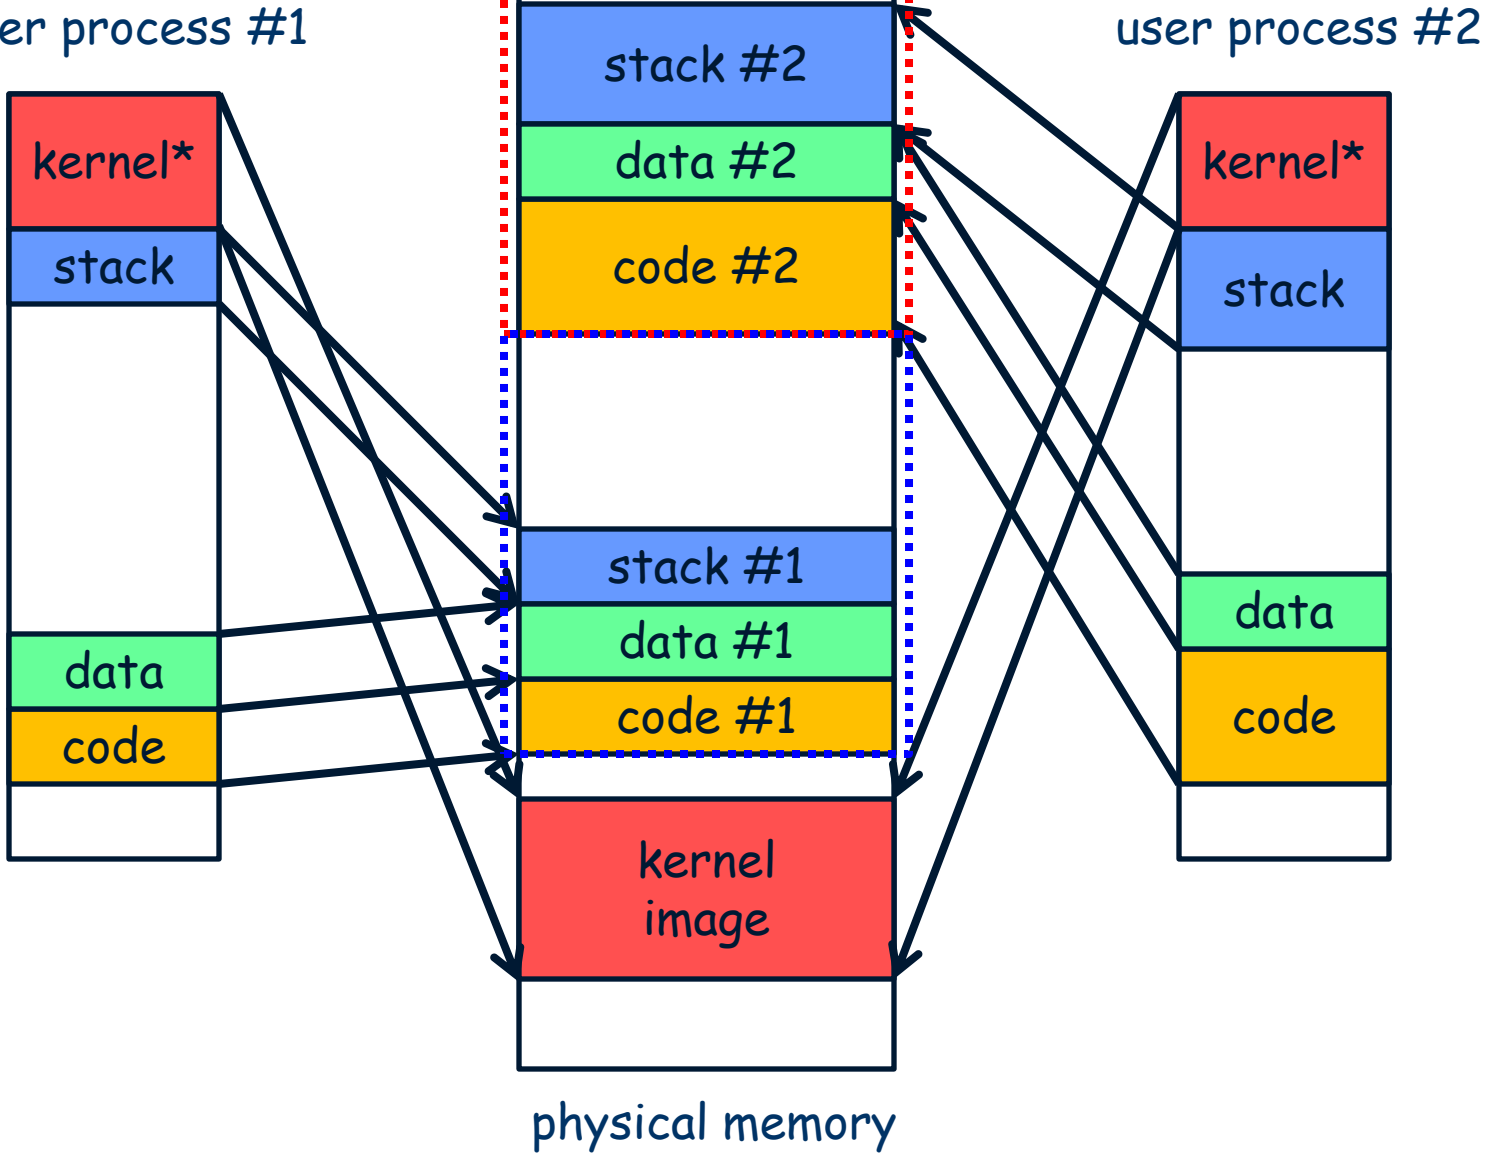 er process #1
kernel*
stack
data
code
stack #2
data #2
code #2
stack #1
data #1
code #1
kernel
image
physical memory
user process #2
kernel*
stack
data
code